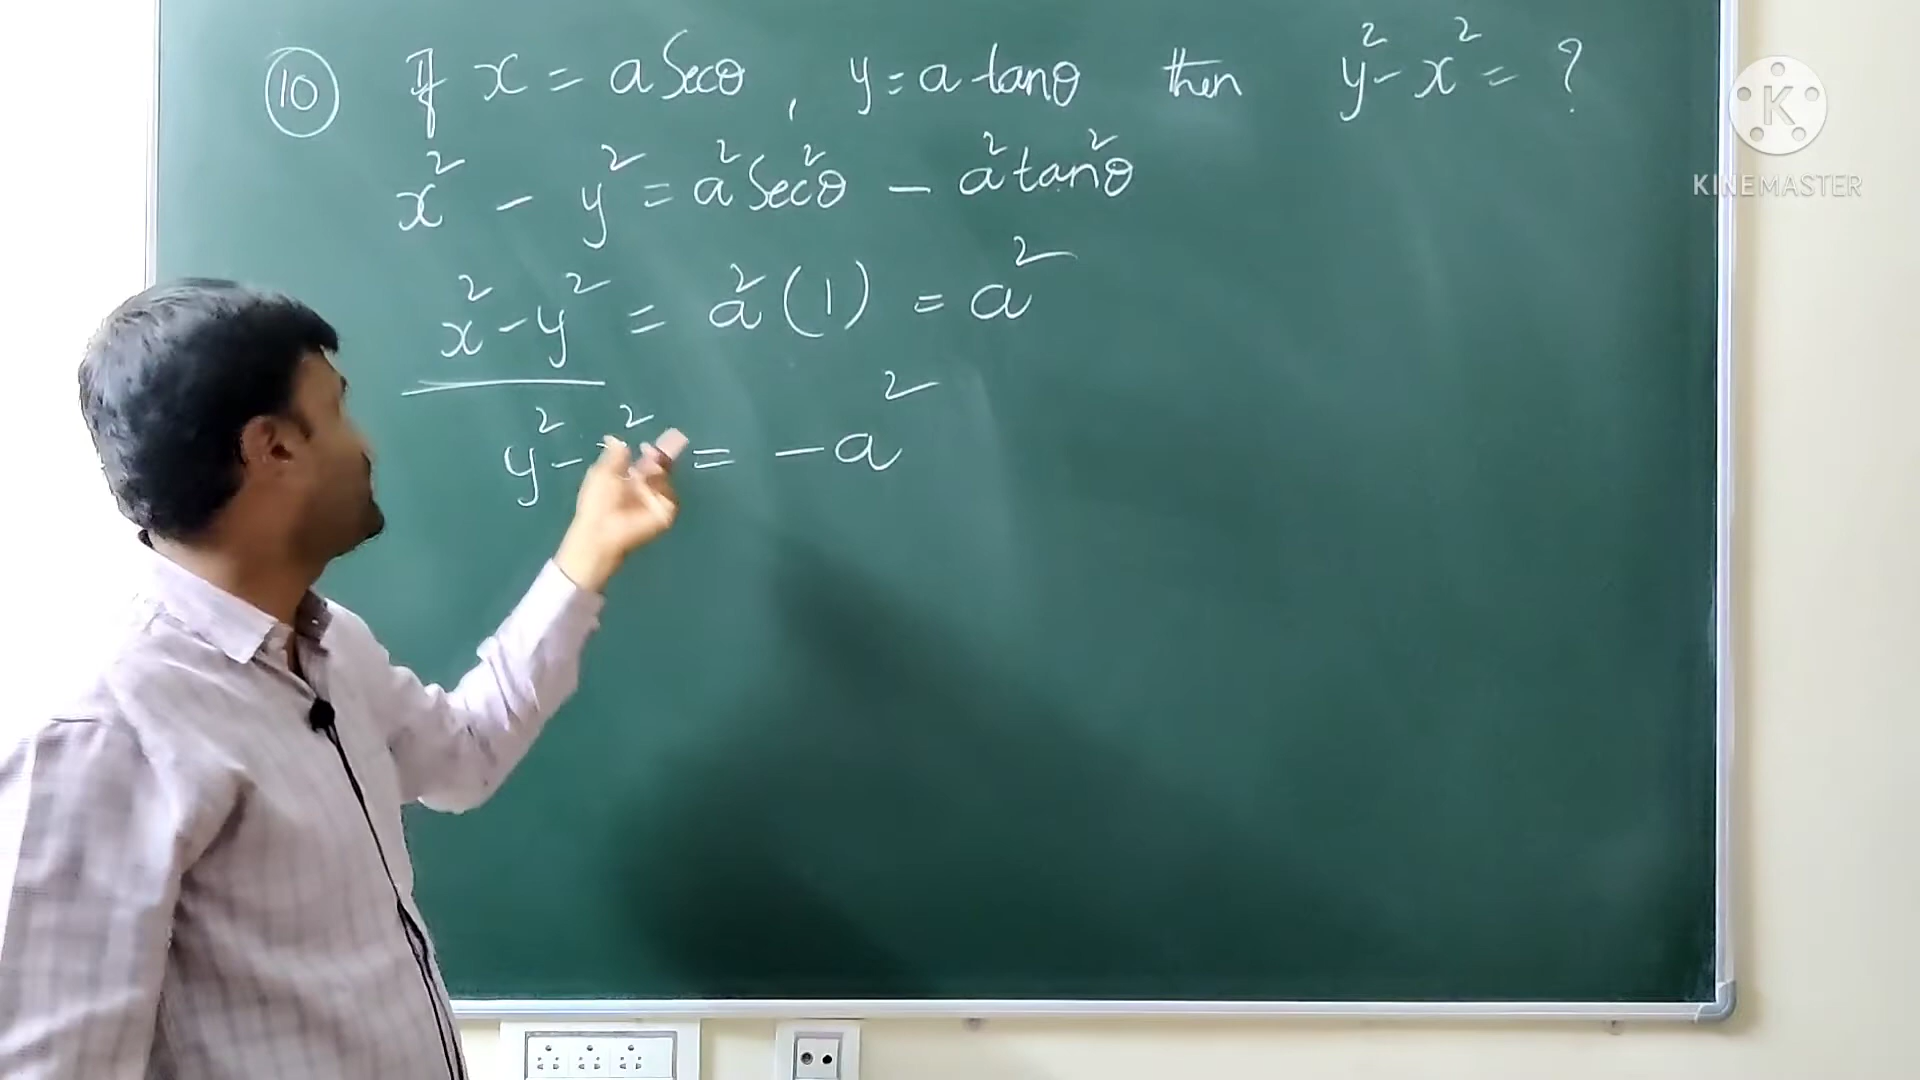 10 If x = a Secθ , y = a tanθ then y² - x² = ?
x² - y² = a² Sec²θ - a² tan²θ
x² - y² = a² (1) = a²
y² - ² = - a²
K
KINEMASTER